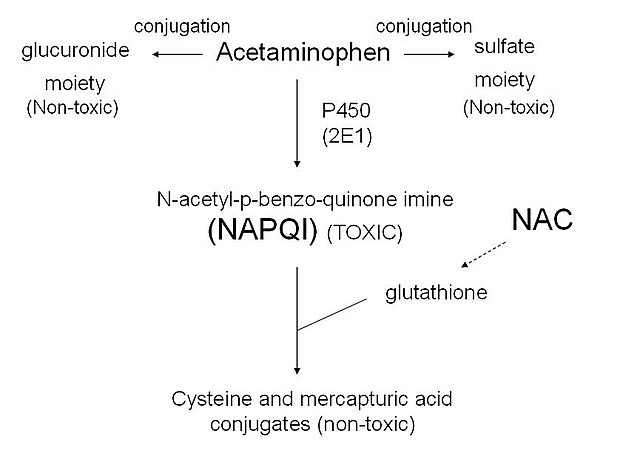 conjugation
conjugation
glucuronide
Acetaminophen
sulfate
moiety
(Non-toxic)
moiety
(Non-toxic)
P450
(2E1)
N-acetyl-p-benzo-quinone imine
(NAPQI) (TOXIC)
NAC
glutathione
Cysteine and mercapturic acid
conjugates (non-toxic)